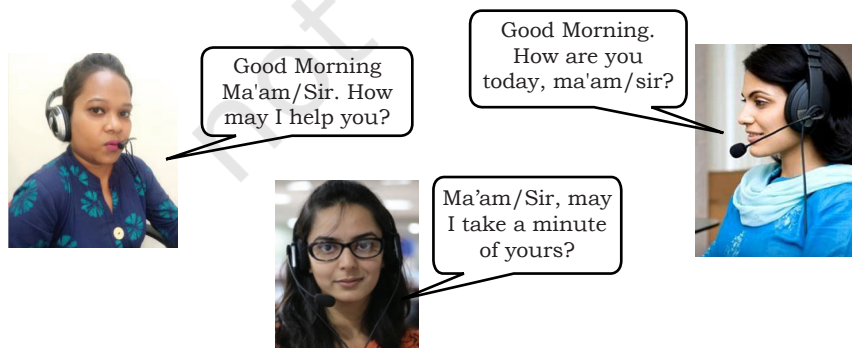 Good Morning
Ma'am/Sir. How
may I help you?
Good Morning.
How are you
today, ma'am/sir?
Ma’am/Sir, may
I take a minute
of yours?
not